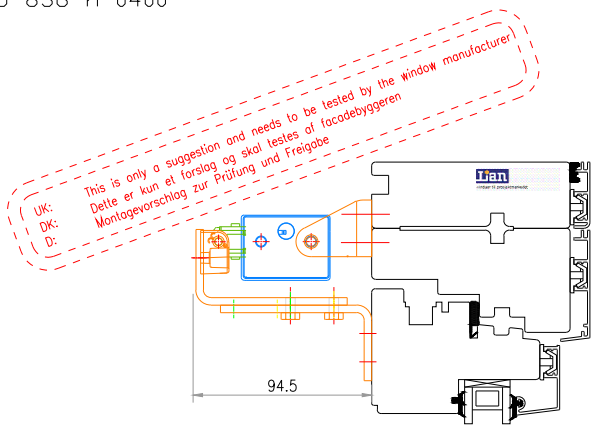 UK: This is only a suggestion and needs to be tested by the window manufacturer
DK: Dette er kun et forslag og skal testes af facadebyggeren
D: Montagevorschlag zur Prüfung und Freigabe
94.5